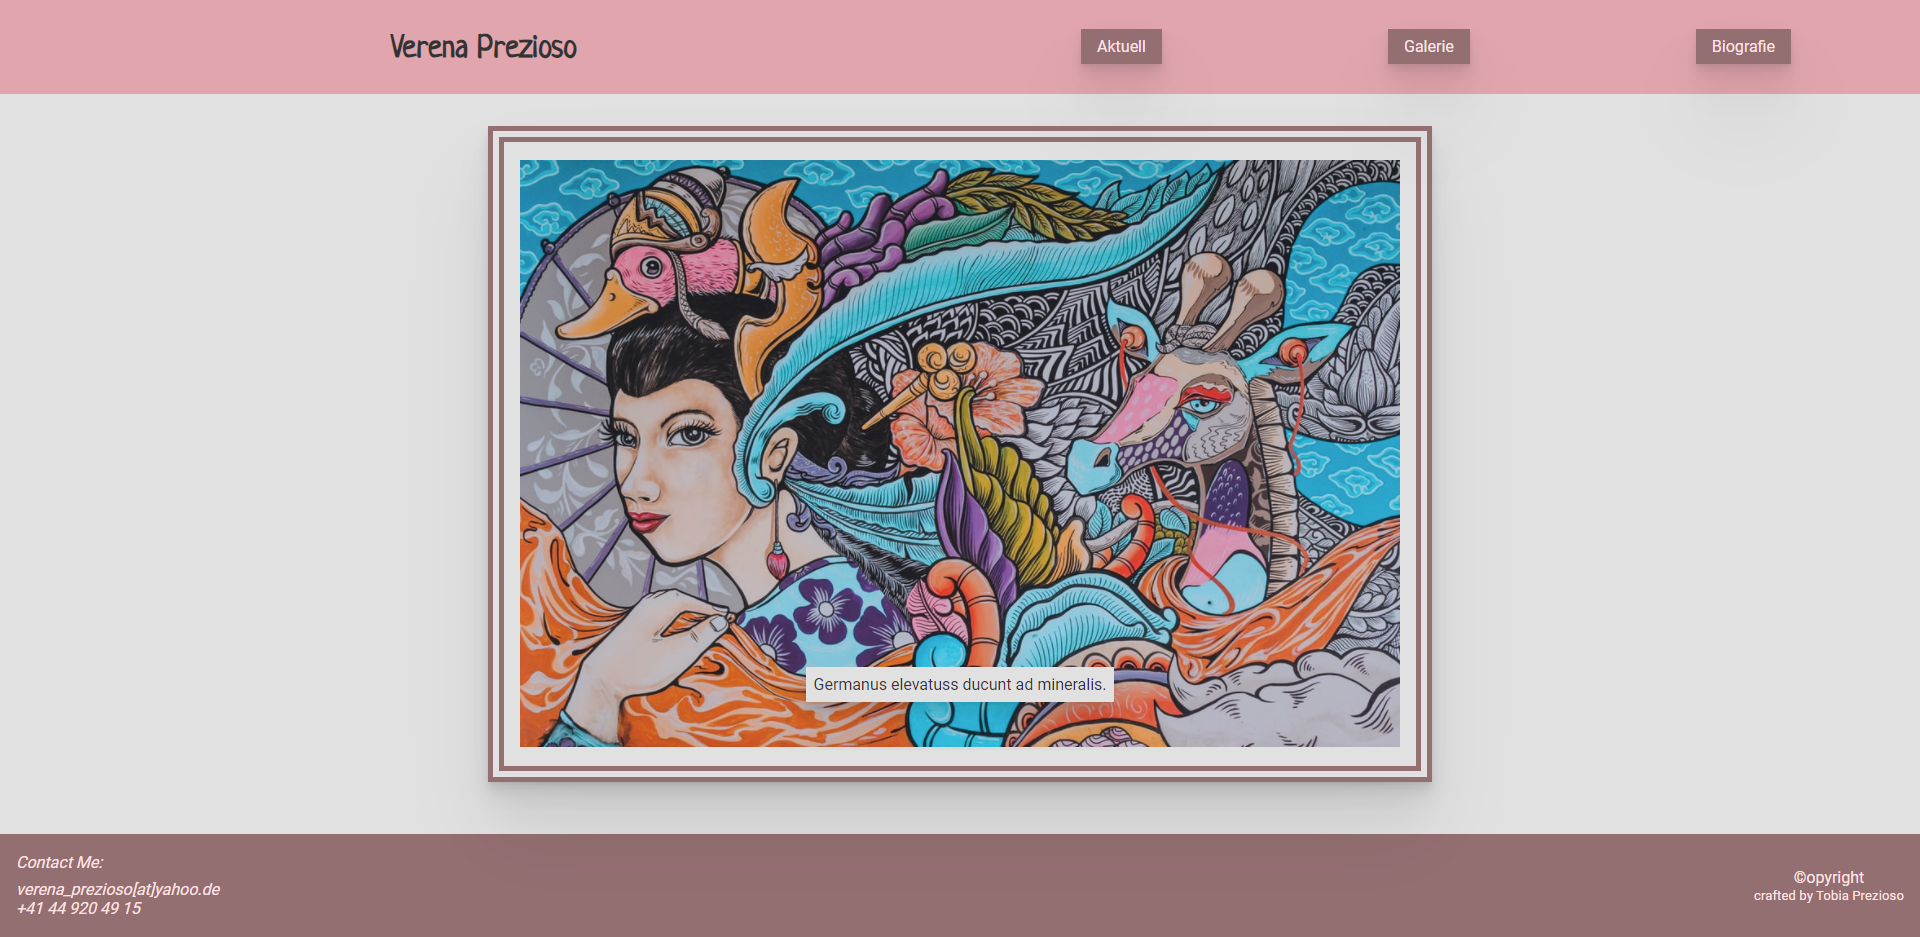 Verena Prezioso
Aktuell
Galerie
Biografie
Germanus elevatuss ducunt ad mineralis.
Contact Me:
verena_prezioso[at]yahoo.de
+41 44 920 49 15
©opyright
crafted by Tobia Prezioso